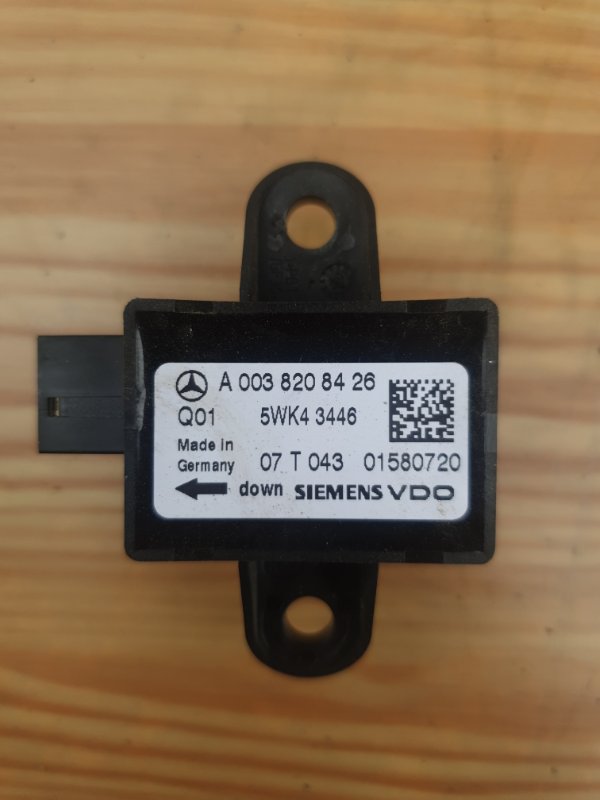 A 003 820 84 26
Q01 5WK4 3446
Made in
Germany 07 T 043 01580720
down SIEMENS VDO